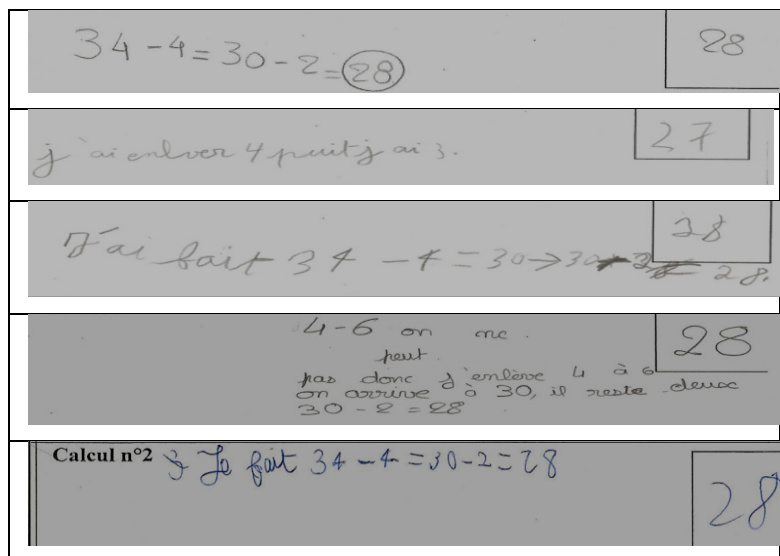 34 - 4 = 30 - 2 = 28
28
j'ai enlver 4 puit j ai 3.
27
J'ai fait 34 - 4 = 30 → 30 28.
28
4-6 on ne
peut
pas donc j'enlève 4 à 6
on arrive à 30, il reste deux
30 - 2 = 28
28
Calcul n°2 Je fait 34 - 4 = 30 - 2 = 28
28